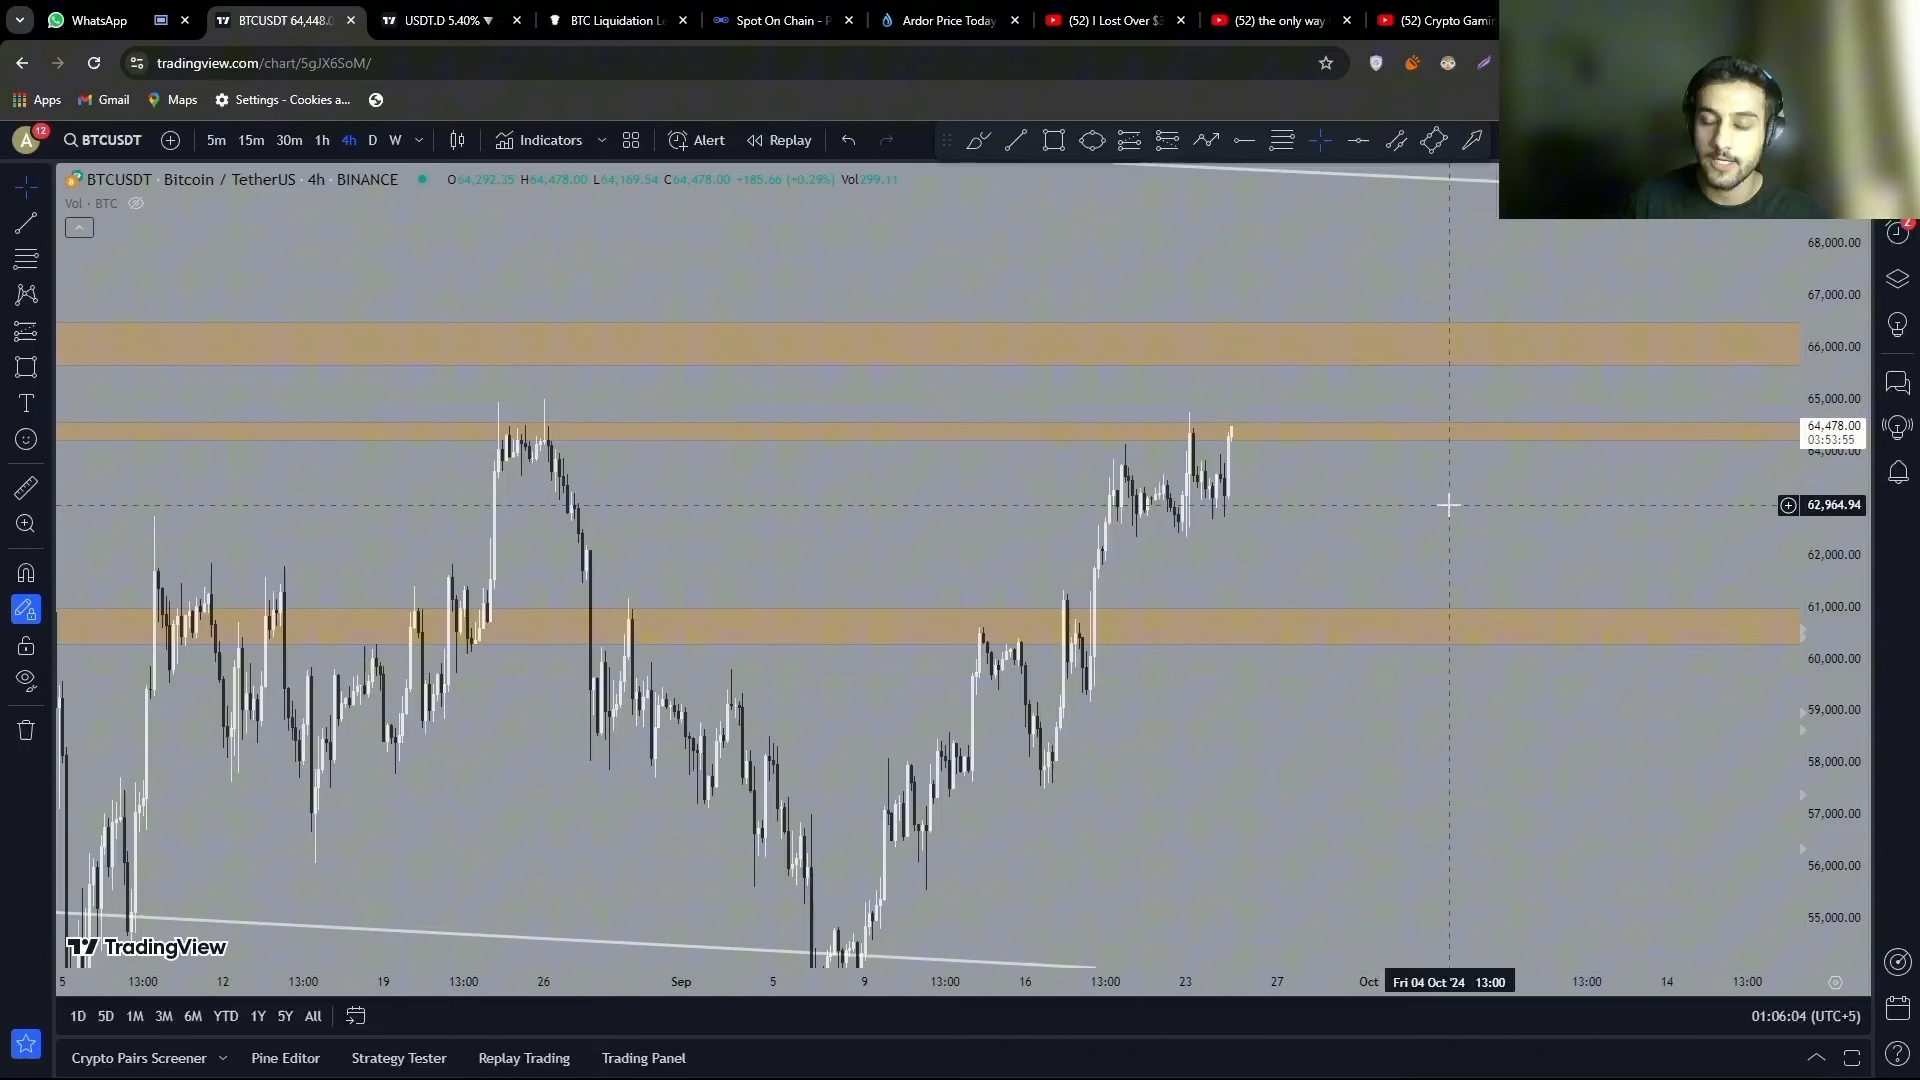 WhatsApp
BTCUSDT 64,448.
USDT.D 5.40% ▼
BTC Liquidation
Spot On Chain - P
Ardor Price Today
(52) I Lost Over $3
(52) the only way
(52) Crypto Gami
tradingview.com/chart/5gJX6SoM/
Apps
Gmail
Maps
Settings - Cookies a...
A
12
BTCUSDT
5m 15m 30m 1h 4h D W
Indicators
Alert
Replay
BTCUSDT · Bitcoin / TetherUS · 4h · BINANCE
O64,292.35 H64,478.00 L64,169.54 C64,478.00 +185.66 (+0.29%) Vol299.11
Vol · BTC
2
68,000.00
67,000.00
66,000.00
65,000.00
64,478.00
03:53:55
64,000.00
62,964.94
62,000.00
61,000.00
60,000.00
59,000.00
58,000.00
57,000.00
56,000.00
55,000.00
TradingView
5 13:00 12 13:00 19 13:00 26 Sep 5 9 13:00 16 13:00 23 27 Oct Fri 04 Oct '24 13:00 13:00 14 13:00
1D 5D 1M 3M 6M YTD 1Y 5Y All
01:06:04 (UTC+5)
Crypto Pairs Screener
Pine Editor
Strategy Tester
Replay Trading
Trading Panel